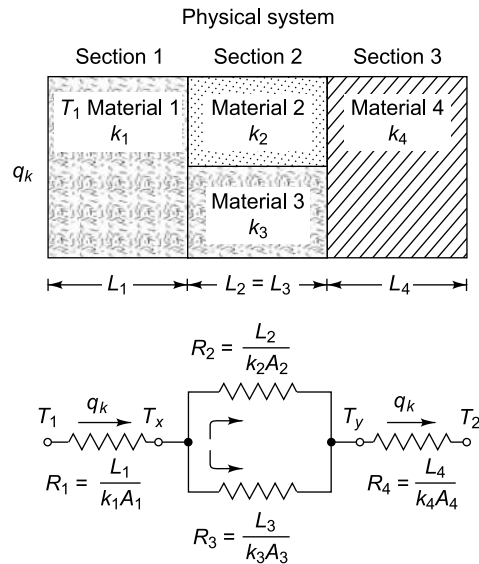 Physical system
Section 1 Section 2 Section 3
T₁ Material 1 Material 2 Material 4
k₁ k₂ k₄
qₖ
Material 3
k₃
L₁ L₂ = L₃ L₄
R₂ = L₂/k₂A₂
T₁ qₖ Tₓ T_y qₖ T₂
R₁ = L₁/k₁A₁ R₄ = L₄/k₄A₄
R₃ = L₃/k₃A₃